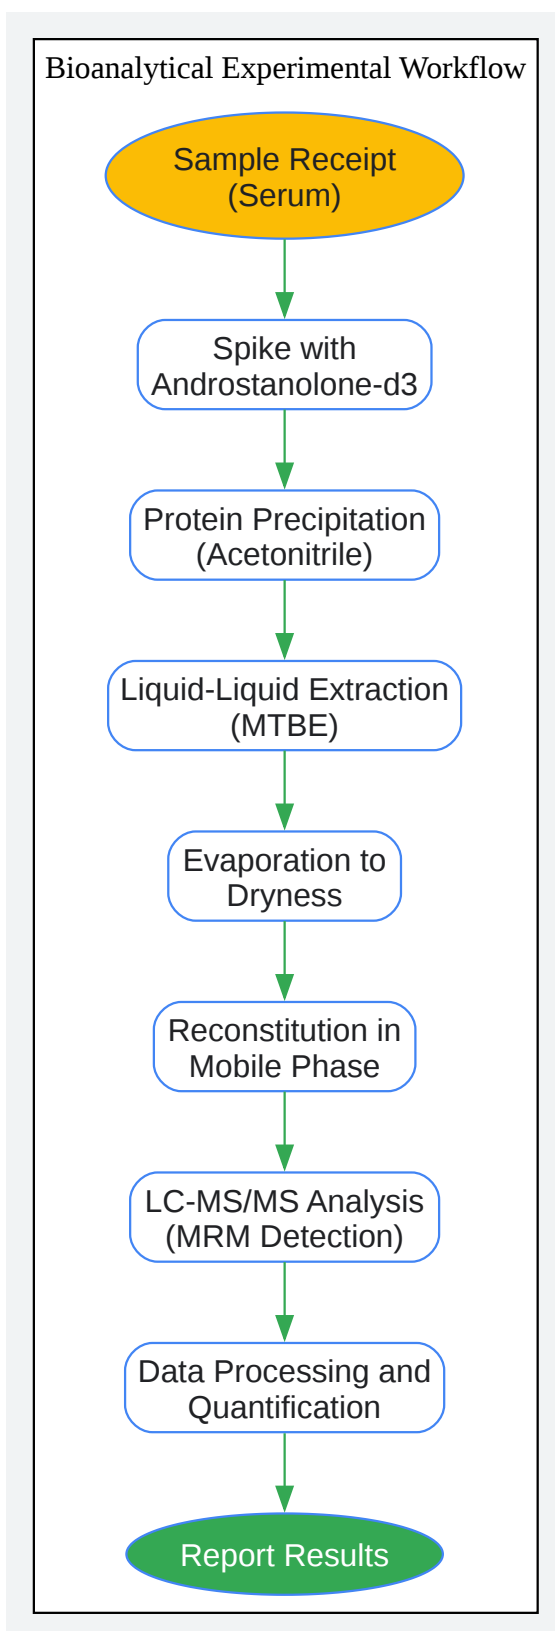 Bioanalytical Experimental Workflow
Sample Receipt
(Serum)
Spike with
Androstanolone-d3
Protein Precipitation
(Acetonitrile)
Liquid-Liquid Extraction
(MTBE)
Evaporation to
Dryness
Reconstitution in
Mobile Phase
LC-MS/MS Analysis
(MRM Detection)
Data Processing and
Quantification
Report Results